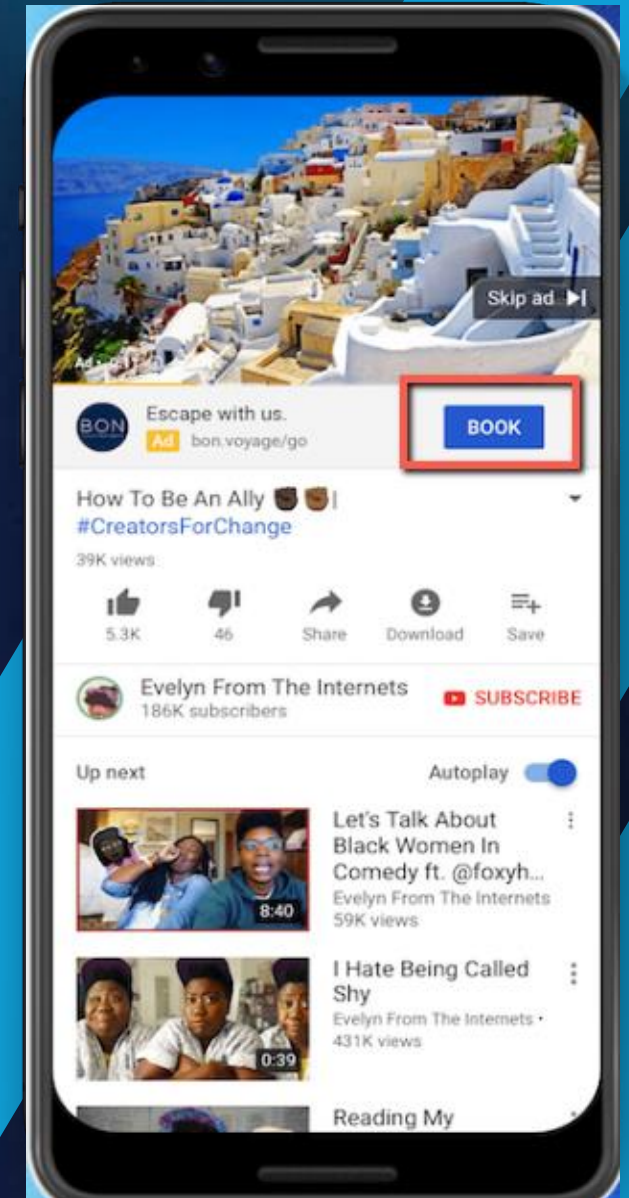 Skip ad
Ad
BON
Escape with us.
Ad bon.voyage/go
BOOK
How To Be An Ally ✊🏿✊🏾|
#CreatorsForChange
39K views
5.3K
46
Share
Download
Save
Evelyn From The Internets
186K subscribers
SUBSCRIBE
Up next
Autoplay
8:40
Let's Talk About
Black Women In
Comedy ft. @foxyh...
Evelyn From The Internets
59K views
0:39
I Hate Being Called
Shy
Evelyn From The Internets •
431K views
Reading My